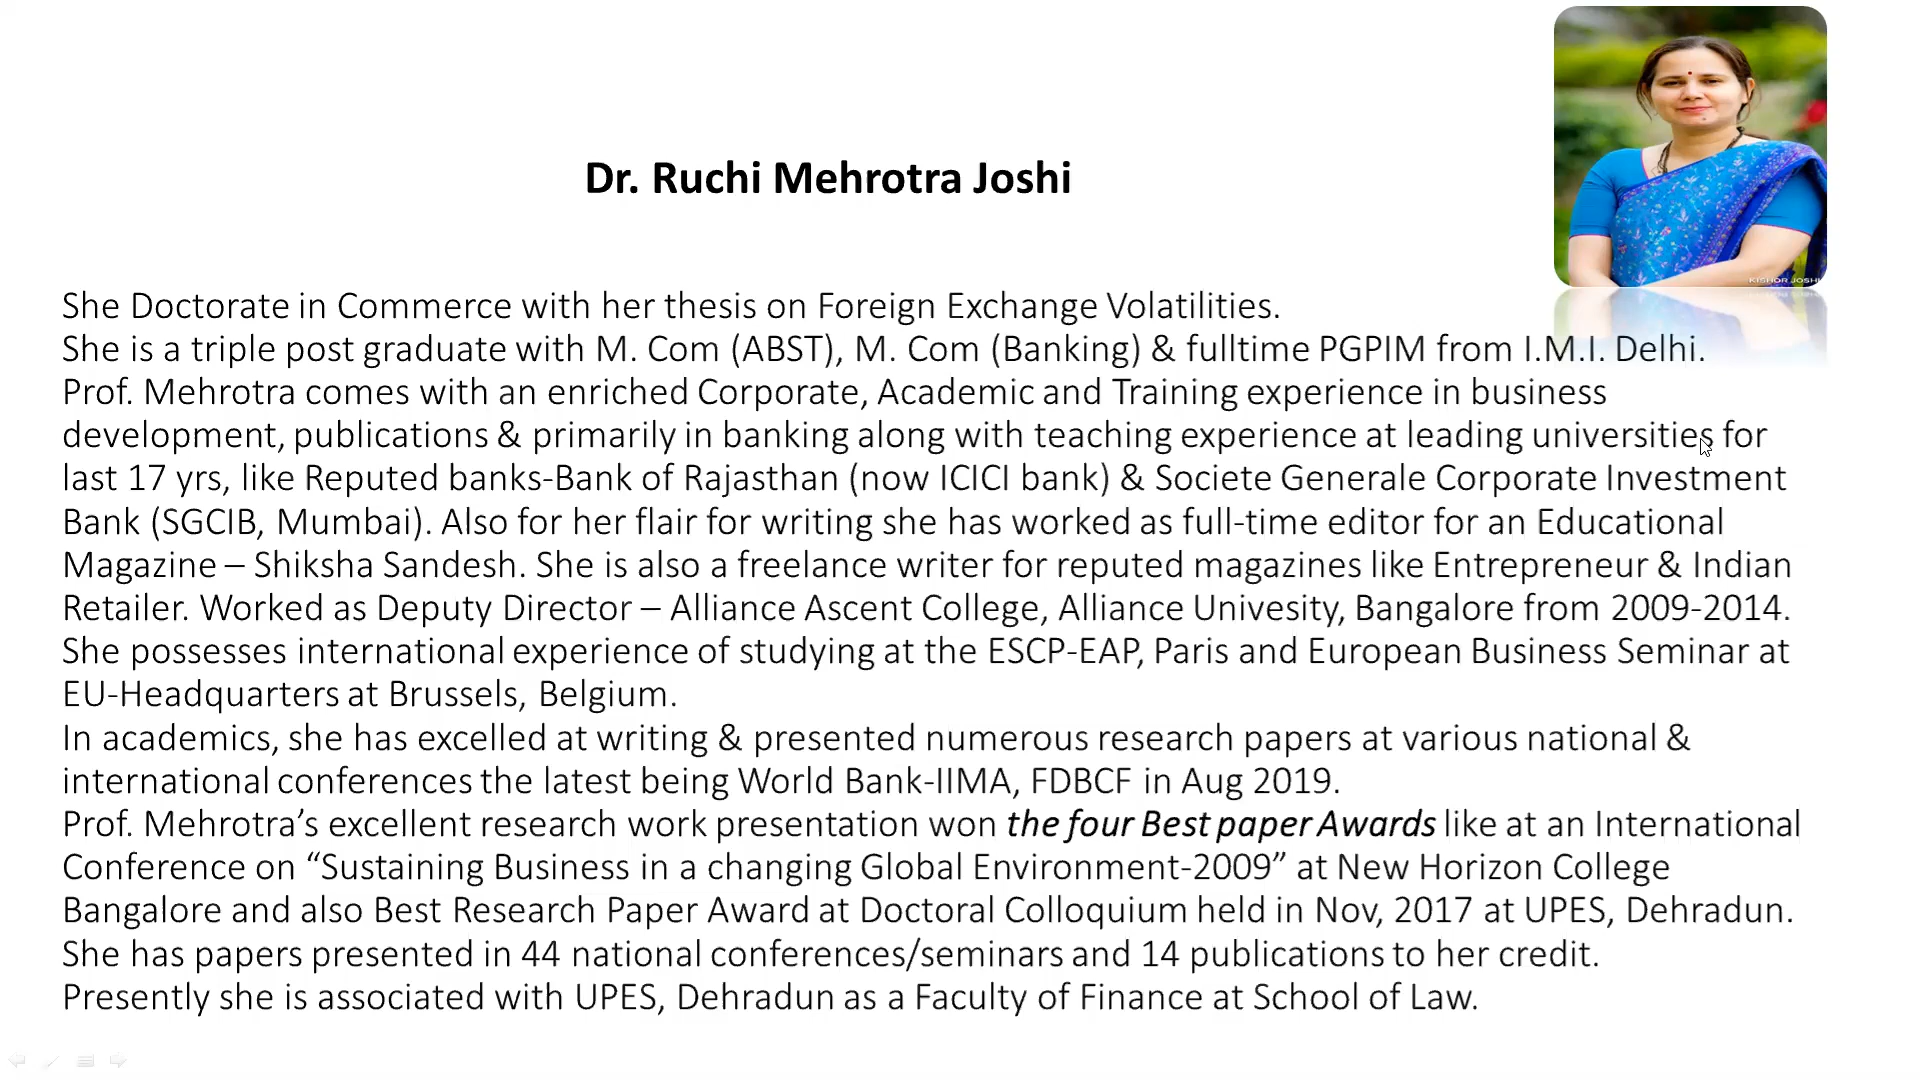 Dr. Ruchi Mehrotra Joshi
KISHOR JOSHI
She Doctorate in Commerce with her thesis on Foreign Exchange Volatilities.
She is a triple post graduate with M. Com (ABST), M. Com (Banking) & fulltime PGPIM from I.M.I. Delhi.
Prof. Mehrotra comes with an enriched Corporate, Academic and Training experience in business
development, publications & primarily in banking along with teaching experience at leading universities for
last 17 yrs, like Reputed banks-Bank of Rajasthan (now ICICI bank) & Societe Generale Corporate Investment
Bank (SGCIB, Mumbai). Also for her flair for writing she has worked as full-time editor for an Educational
Magazine – Shiksha Sandesh. She is also a freelance writer for reputed magazines like Entrepreneur & Indian
Retailer. Worked as Deputy Director – Alliance Ascent College, Alliance Univesity, Bangalore from 2009-2014.
She possesses international experience of studying at the ESCP-EAP, Paris and European Business Seminar at
EU-Headquarters at Brussels, Belgium.
In academics, she has excelled at writing & presented numerous research papers at various national &
international conferences the latest being World Bank-IIMA, FDBCF in Aug 2019.
Prof. Mehrotra’s excellent research work presentation won the four Best paper Awards like at an International
Conference on “Sustaining Business in a changing Global Environment-2009” at New Horizon College
Bangalore and also Best Research Paper Award at Doctoral Colloquium held in Nov, 2017 at UPES, Dehradun.
She has papers presented in 44 national conferences/seminars and 14 publications to her credit.
Presently she is associated with UPES, Dehradun as a Faculty of Finance at School of Law.